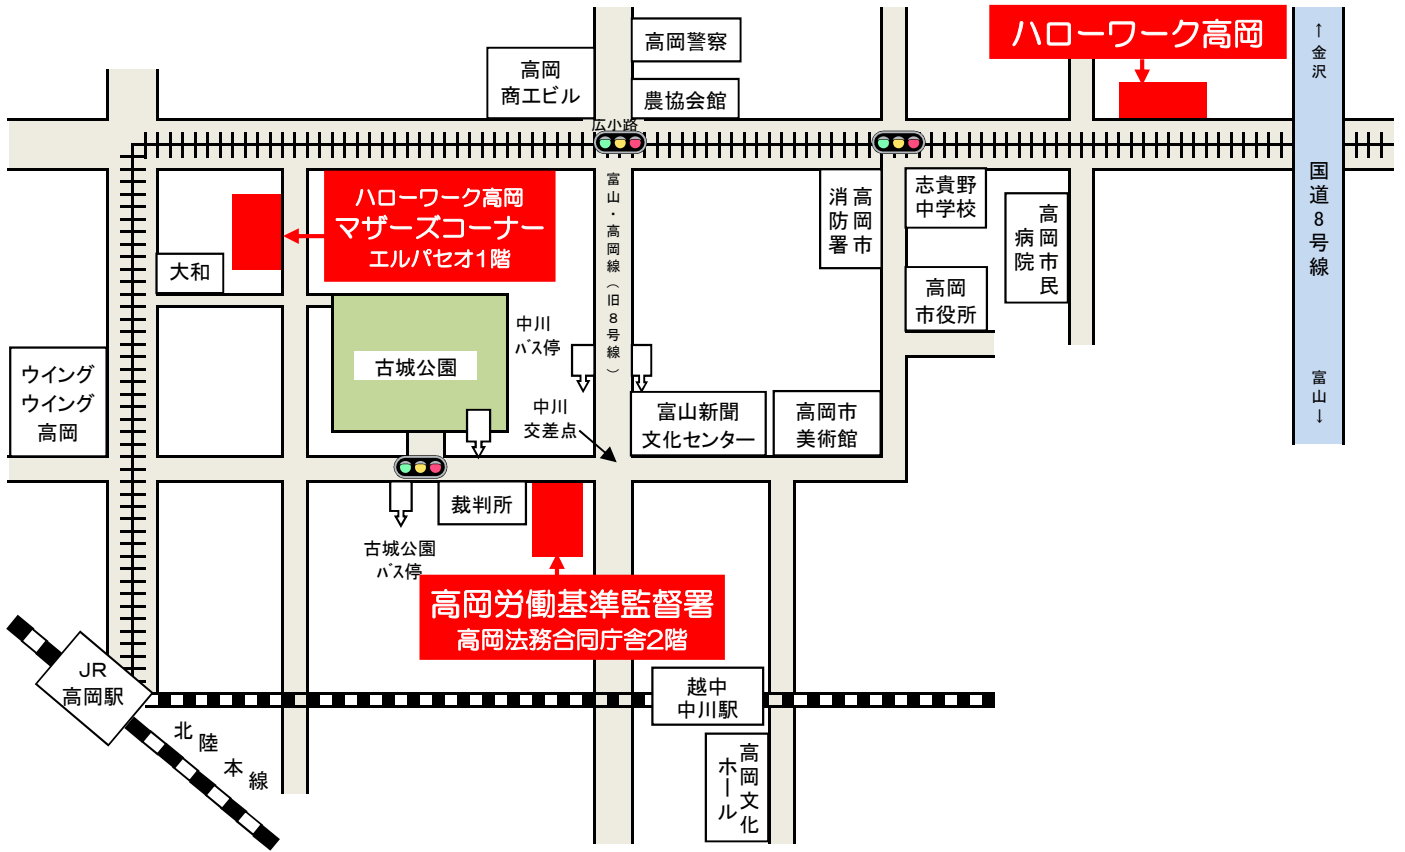 ハローワーク高岡
↑金沢
国道8号線
富山↓
高岡警察
高岡
商工ビル
農協会館
広小路
富山・高岡線（旧8号線）
ハローワーク高岡
マザーズコーナー
エルパセオ1階
大和
高岡市
消防署
志貴野
中学校
高岡市民
病院
高岡
市役所
中川
バス停
古城公園
ウイング
ウイング
高岡
中川
交差点
富山新聞
文化センター
高岡市
美術館
裁判所
古城公園
バス停
高岡労働基準監督署
高岡法務合同庁舎2階
JR
高岡駅
北陸本線
越中
中川駅
高岡文化
ホール